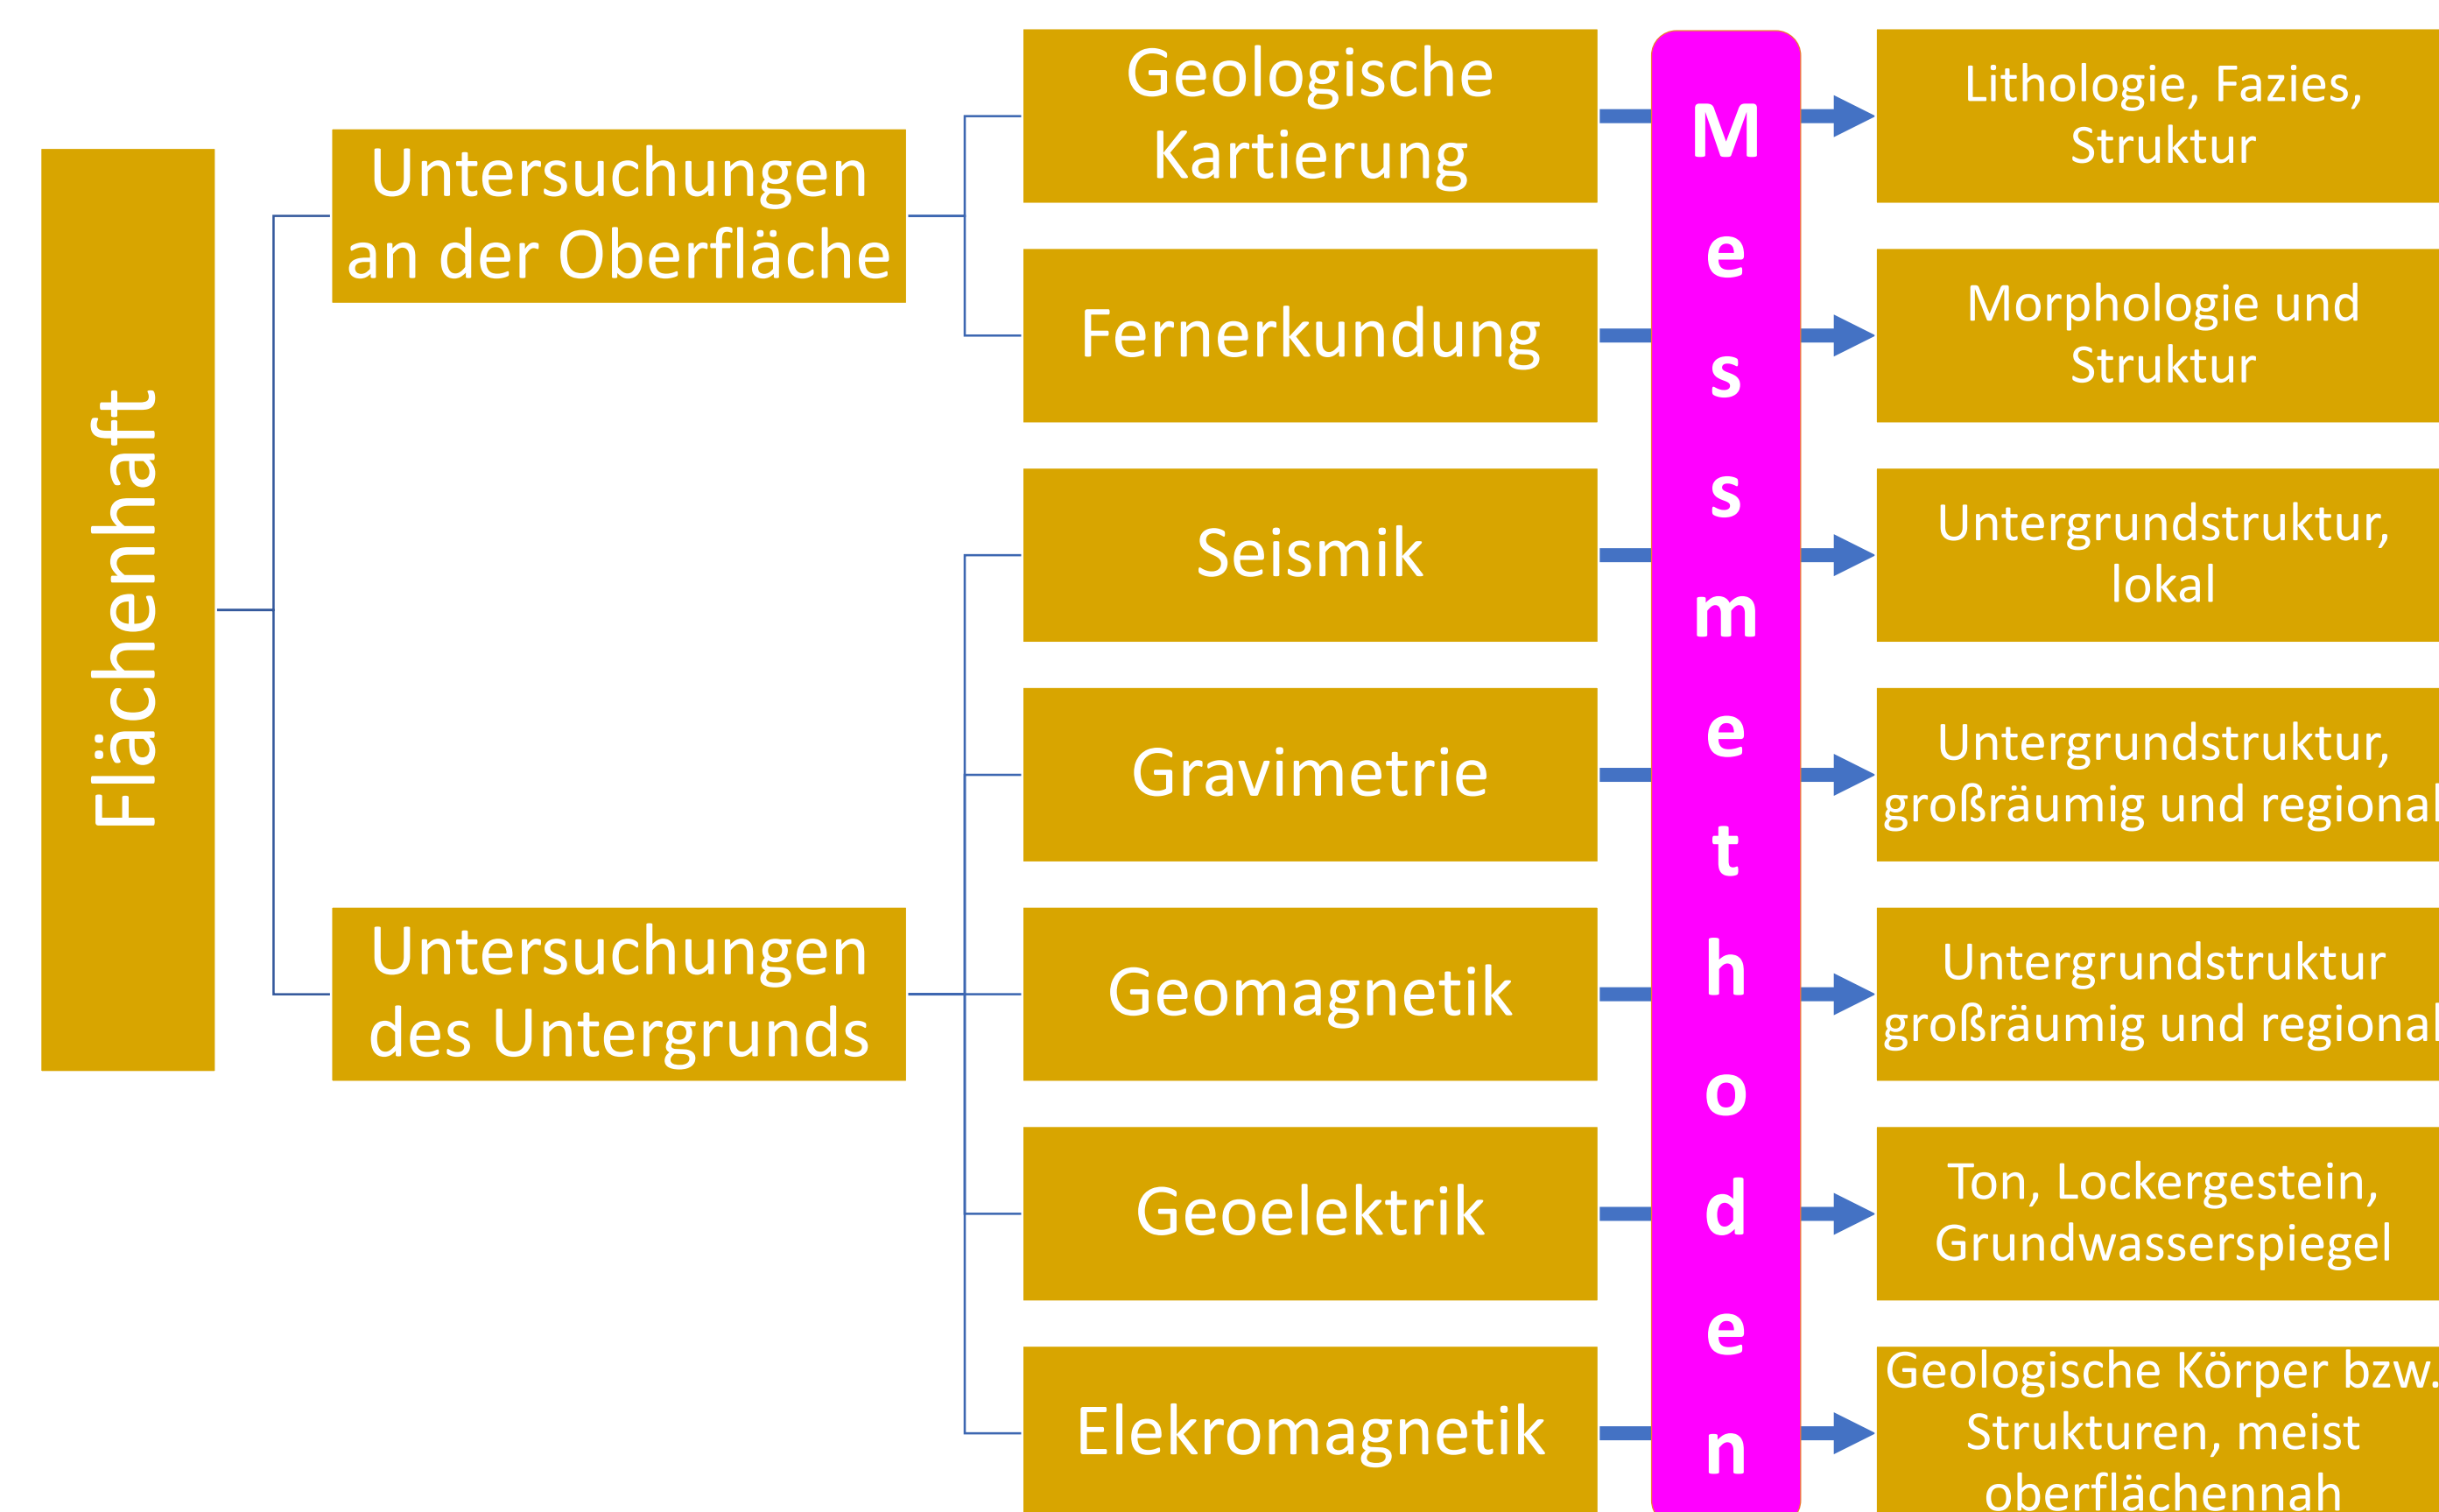 Flächenhaft
Untersuchungen
an der Oberfläche
Untersuchungen
des Untergrunds
Geologische
Kartierung
Fernerkundung
Seismik
Gravimetrie
Geomagnetik
Geoelektrik
Elekromagnetik
Messmethoden
Lithologie, Fazies,
Struktur
Morphologie und
Struktur
Untergrundstruktur,
lokal
Untergrundstruktur,
großräumig und regional
Untergrundstruktur
großräumig und regional
Ton, Lockergestein,
Grundwasserspiegel
Geologische Körper bzw.
Strukturen, meist
oberflächennah